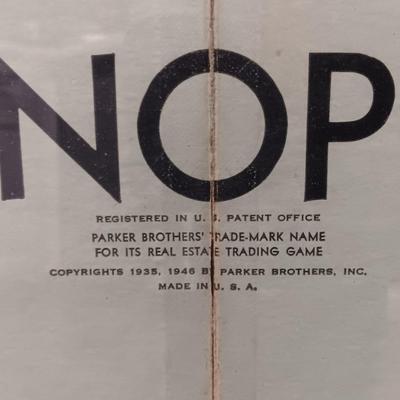 NOP
REGISTERED IN U. S. PATENT OFFICE
PARKER BROTHERS' TRADE-MARK NAME
FOR ITS REAL ESTATE TRADING GAME
COPYRIGHTS 1935, 1946 BY PARKER BROTHERS, INC.
MADE IN U. S. A.